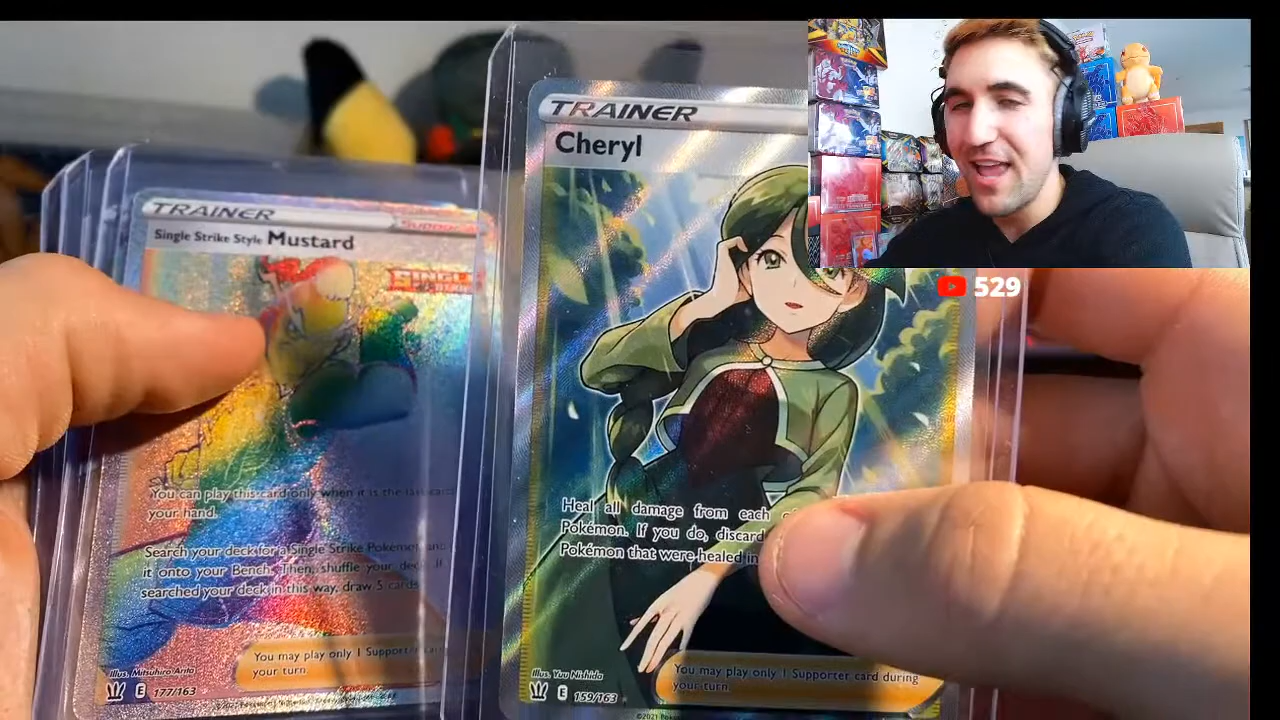 TRAINER
Single Strike Style Mustard
You can play this card only when it is the last card
your hand.
Search your deck for a Single Strike Pokémon and
it onto your Bench. Then, shuffle your deck. If
searched your deck in this way, draw 5 cards
You may play only 1 Supporter card
your turn.
Illus. Mitsuhiro Arita
E 177/163
TRAINER
Cheryl
Heal all damage from each of
Pokémon. If you do, discard
Pokémon that were healed in
You may play only 1 Supporter card during
your turn.
Illus. Yuu Nishida
E 159/163
©2021
529